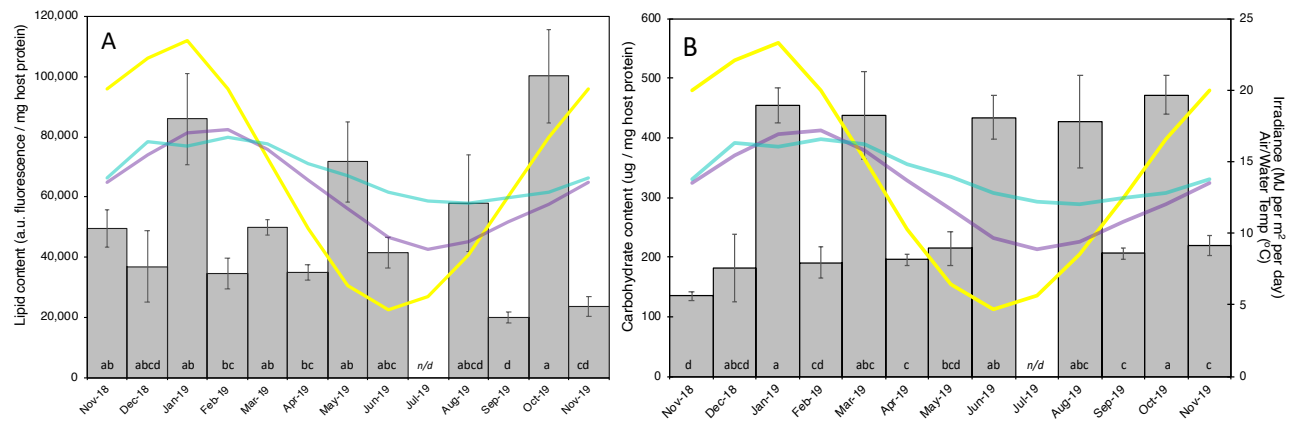 A
Lipid content (a.u. fluorescence / mg host protein)
120,000
100,000
80,000
60,000
40,000
20,000
0
ab
abcd
ab
bc
ab
bc
ab
abc
n/d
abcd
d
a
cd
Nov-18
Dec-18
Jan-19
Feb-19
Mar-19
Apr-19
May-19
Jun-19
Jul-19
Aug-19
Sep-19
Oct-19
Nov-19
B
Carbohydrate content (ug / mg host protein)
600
500
400
300
200
100
0
d
abcd
a
cd
abc
c
bcd
ab
n/d
abc
c
a
c
Nov-18
Dec-18
Jan-19
Feb-19
Mar-19
Apr-19
May-19
Jun-19
Jul-19
Aug-19
Sep-19
Oct-19
Nov-19
25
20
15
10
5
0
Irradiance (MJ per m² per day)
Air/Water Temp (°C)